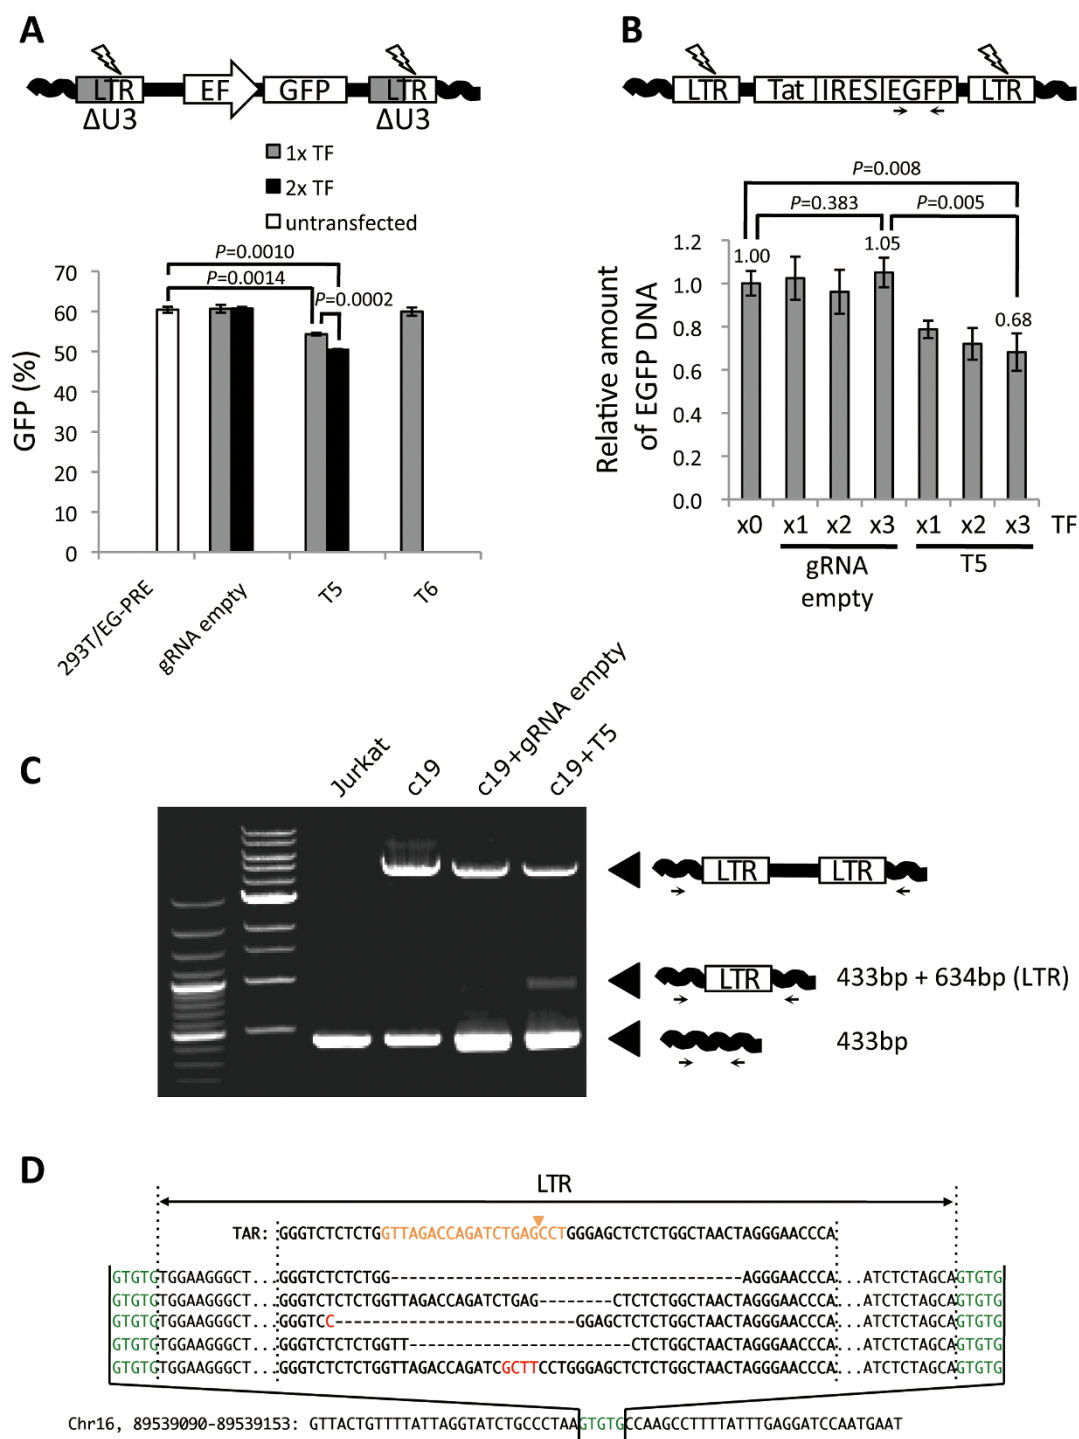 A
LTR EF GFP LTR
ΔU3 ΔU3
1x TF
2x TF
untransfected
P=0.0010
P=0.0014
P=0.0002
GFP (%)
70
60
50
40
30
20
10
0
293T/EG-PRE
gRNA empty
T5
T6
B
LTR Tat IRES EGFP LTR
P=0.008
P=0.383 P=0.005
Relative amount
of EGFP DNA
1.2
1.0
0.8
0.6
0.4
0.2
0.0
1.00
1.05
0.68
x0 x1 x2 x3 x1 x2 x3 TF
gRNA
empty
T5
C
Jurkat
c19
c19+gRNA empty
c19+T5
LTR LTR
LTR 433bp + 634bp (LTR)
433bp
D
LTR
TAR: GGGTCTCTCTGGTTAGACCAGATCTGAGCCTGGGAGCTCTCTGGCTAACTAGGGAACCCA
GTGTGTGGAAGGGCT...GGGTCTCTCTGG--------------------------------------AGGGAACCCA...ATCTCTAGCAGTGTG
GTGTGTGGAAGGGCT...GGGTCTCTCTGGTTAGACCAGATCTGAG--------CTCTCTGGCTAACTAGGGAACCCA...ATCTCTAGCAGTGTG
GTGTGTGGAAGGGCT...GGGTCC--------------------------GGAGCTCTCTGGCTAACTAGGGAACCCA...ATCTCTAGCAGTGTG
GTGTGTGGAAGGGCT...GGGTCTCTCTGGTT------------------------CTCTGGCTAACTAGGGAACCCA...ATCTCTAGCAGTGTG
GTGTGTGGAAGGGCT...GGGTCTCTCTGGTTAGACCAGATCGCTTCCTGGGAGCTCTCTGGCTAACTAGGGAACCCA...ATCTCTAGCAGTGTG
Chr16, 89539090-89539153: GTTACTGTTTTATTAGGTATCTGCCCTAAGTGTGCCAAGCCTTTTATTTGAGGATCCAATGAAT